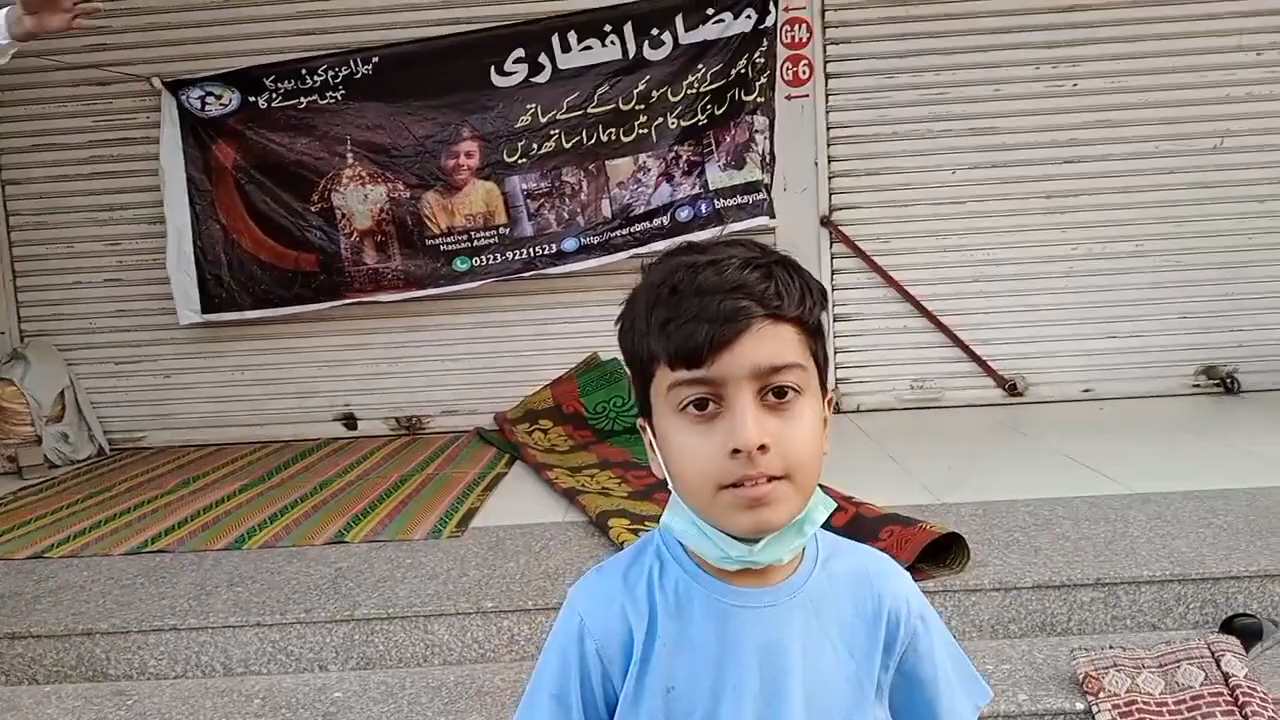 رمضان افطاری
"ہمارا عزم کوئی بھوکا
نہیں سوئے گا"
ٹیم بھوکے نہیں سوئیں گے کے ساتھ
اس نیک کام میں ہمارا ساتھ دیں
Inatiative Taken By
Hassan Adeel
0323-9221523 http://wearebns.org/ bhookayna
G-14
G-6